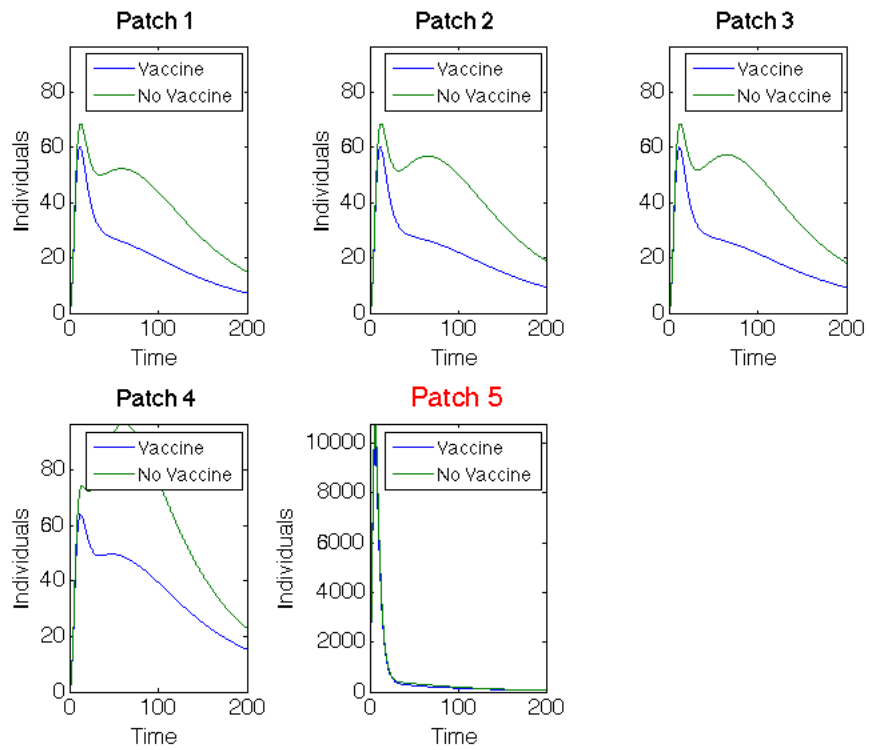 Patch 1
Patch 2
Patch 3
Vaccine
No Vaccine
Vaccine
No Vaccine
Vaccine
No Vaccine
Individuals
80
60
40
20
0
Individuals
80
60
40
20
0
Individuals
80
60
40
20
0
0 100 200
0 100 200
0 100 200
Time
Time
Time
Patch 4
Patch 5
Vaccine
No Vaccine
Vaccine
No Vaccine
Individuals
80
60
40
20
0
Individuals
10000
8000
6000
4000
2000
0
0 100 200
0 100 200
Time
Time